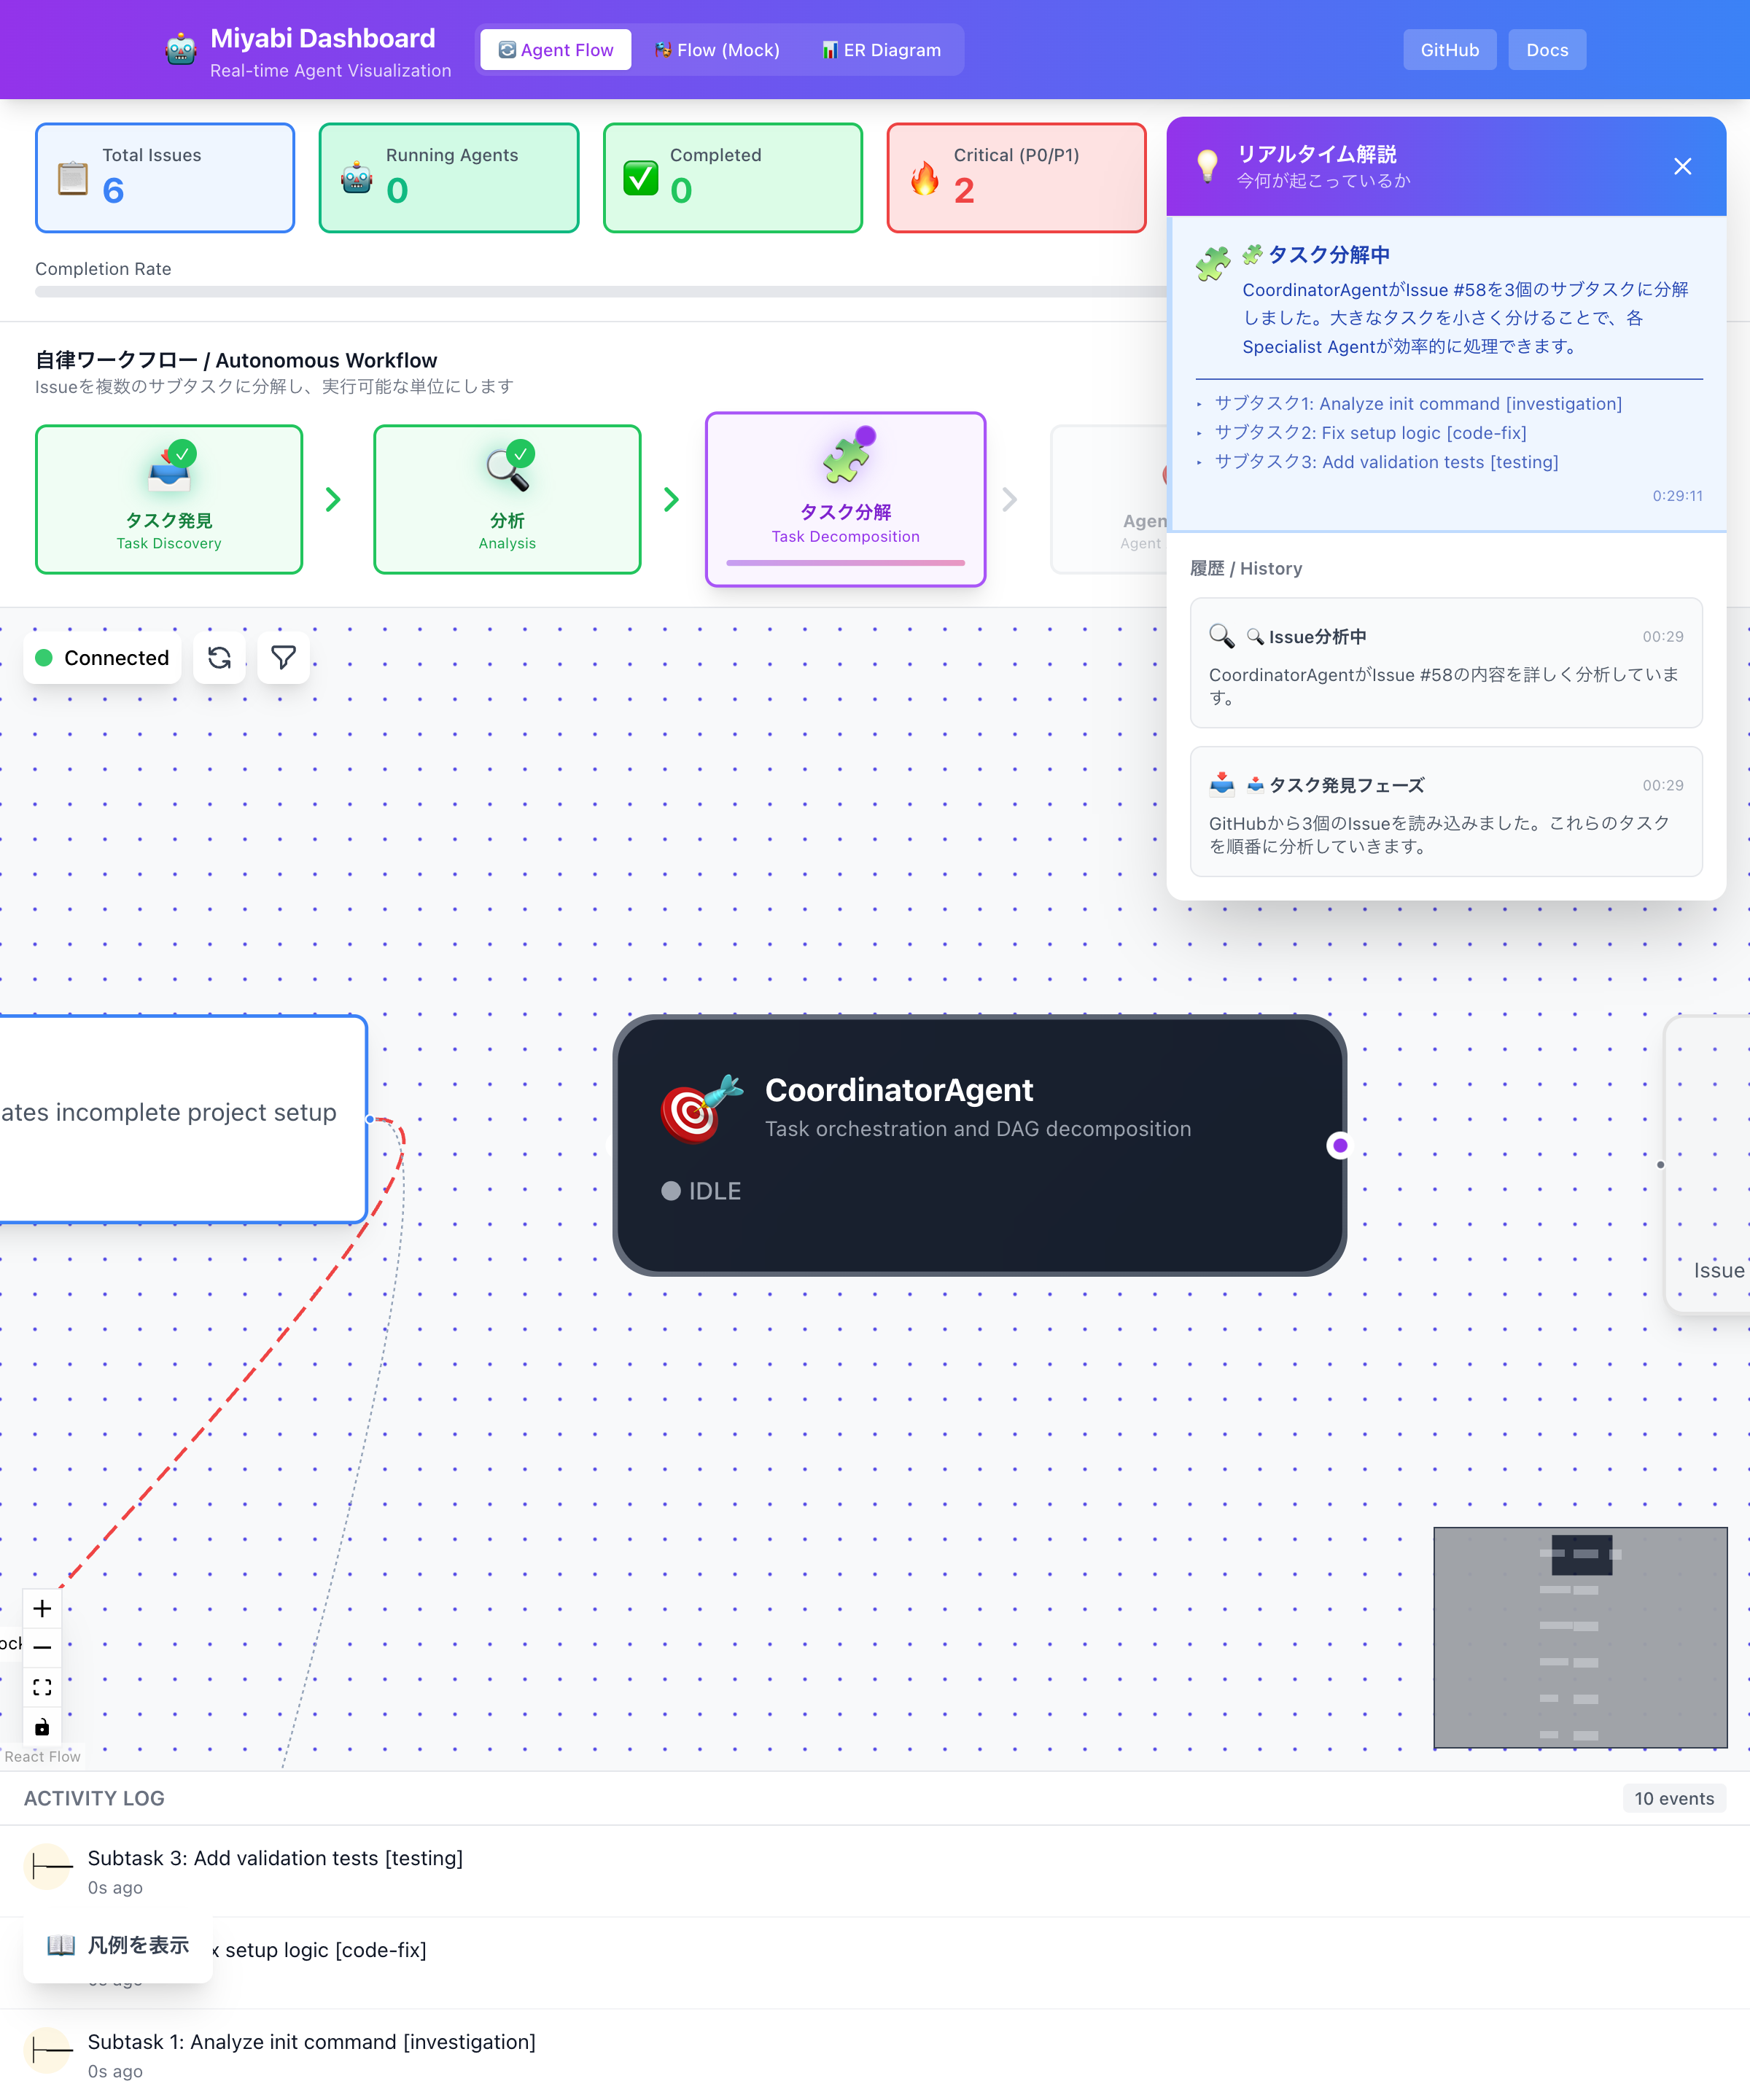 Miyabi Dashboard
Real-time Agent Visualization
Agent Flow
Flow (Mock)
ER Diagram
GitHub
Docs
Total Issues
6
Running Agents
0
Completed
0
Critical (P0/P1)
2
Completion Rate
リアルタイム解説
今何が起こっているか
タスク分解中
CoordinatorAgentがIssue #58を3個のサブタスクに分解
しました。大きなタスクを小さく分けることで、各
Specialist Agentが効率的に処理できます。
サブタスク1: Analyze init command [investigation]
サブタスク2: Fix setup logic [code-fix]
サブタスク3: Add validation tests [testing]
0:29:11
履歴 / History
Issue分析中
00:29
CoordinatorAgentがIssue #58の内容を詳しく分析していま
す。
タスク発見フェーズ
00:29
GitHubから3個のIssueを読み込みました。これらのタスク
を順番に分析していきます。
自律ワークフロー / Autonomous Workflow
Issueを複数のサブタスクに分解し、実行可能な単位にします
タスク発見
Task Discovery
分析
Analysis
タスク分解
Task Decomposition
Agen
Agent
Connected
ates incomplete project setup
CoordinatorAgent
Task orchestration and DAG decomposition
IDLE
Issue
React Flow
ACTIVITY LOG
10 events
Subtask 3: Add validation tests [testing]
0s ago
凡例を表示
x setup logic [code-fix]
Subtask 1: Analyze init command [investigation]
0s ago